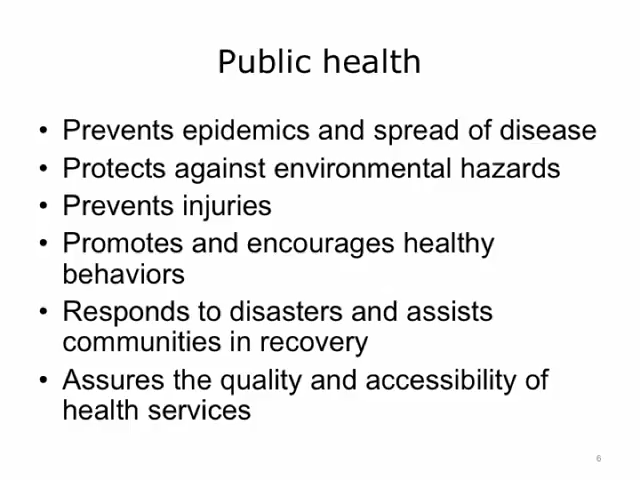 Public health
• Prevents epidemics and spread of disease
• Protects against environmental hazards
• Prevents injuries
• Promotes and encourages healthy
behaviors
• Responds to disasters and assists
communities in recovery
• Assures the quality and accessibility of
health services
6